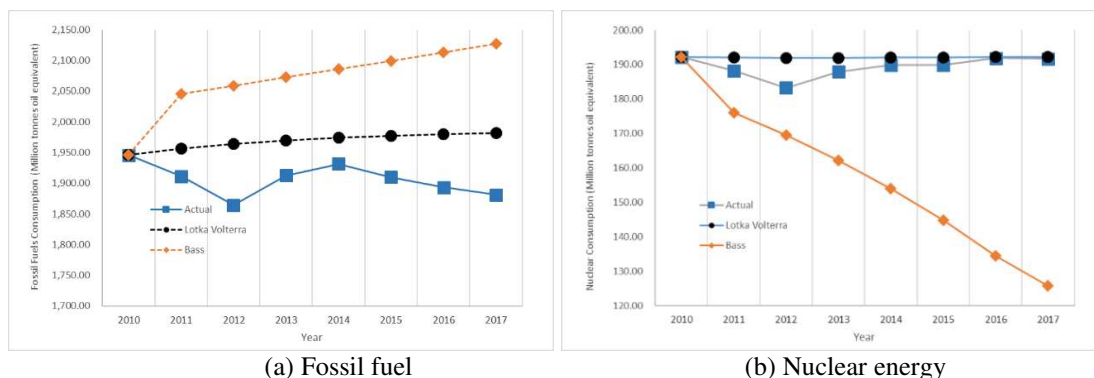 Fossil Fuels Consumption (Million tonnes oil equivalent)
2,150.00
2,100.00
2,050.00
2,000.00
1,950.00
1,900.00
1,850.00
1,800.00
1,750.00
1,700.00
Actual
Lotka Volterra
Bass
2010 2011 2012 2013 2014 2015 2016 2017
Year
(a) Fossil fuel
Nuclear Consumption (Million tonnes oil equivalent)
200.00
190.00
180.00
170.00
160.00
150.00
140.00
130.00
120.00
Actual
Lotka Volterra
Bass
2010 2011 2012 2013 2014 2015 2016 2017
Year
(b) Nuclear energy